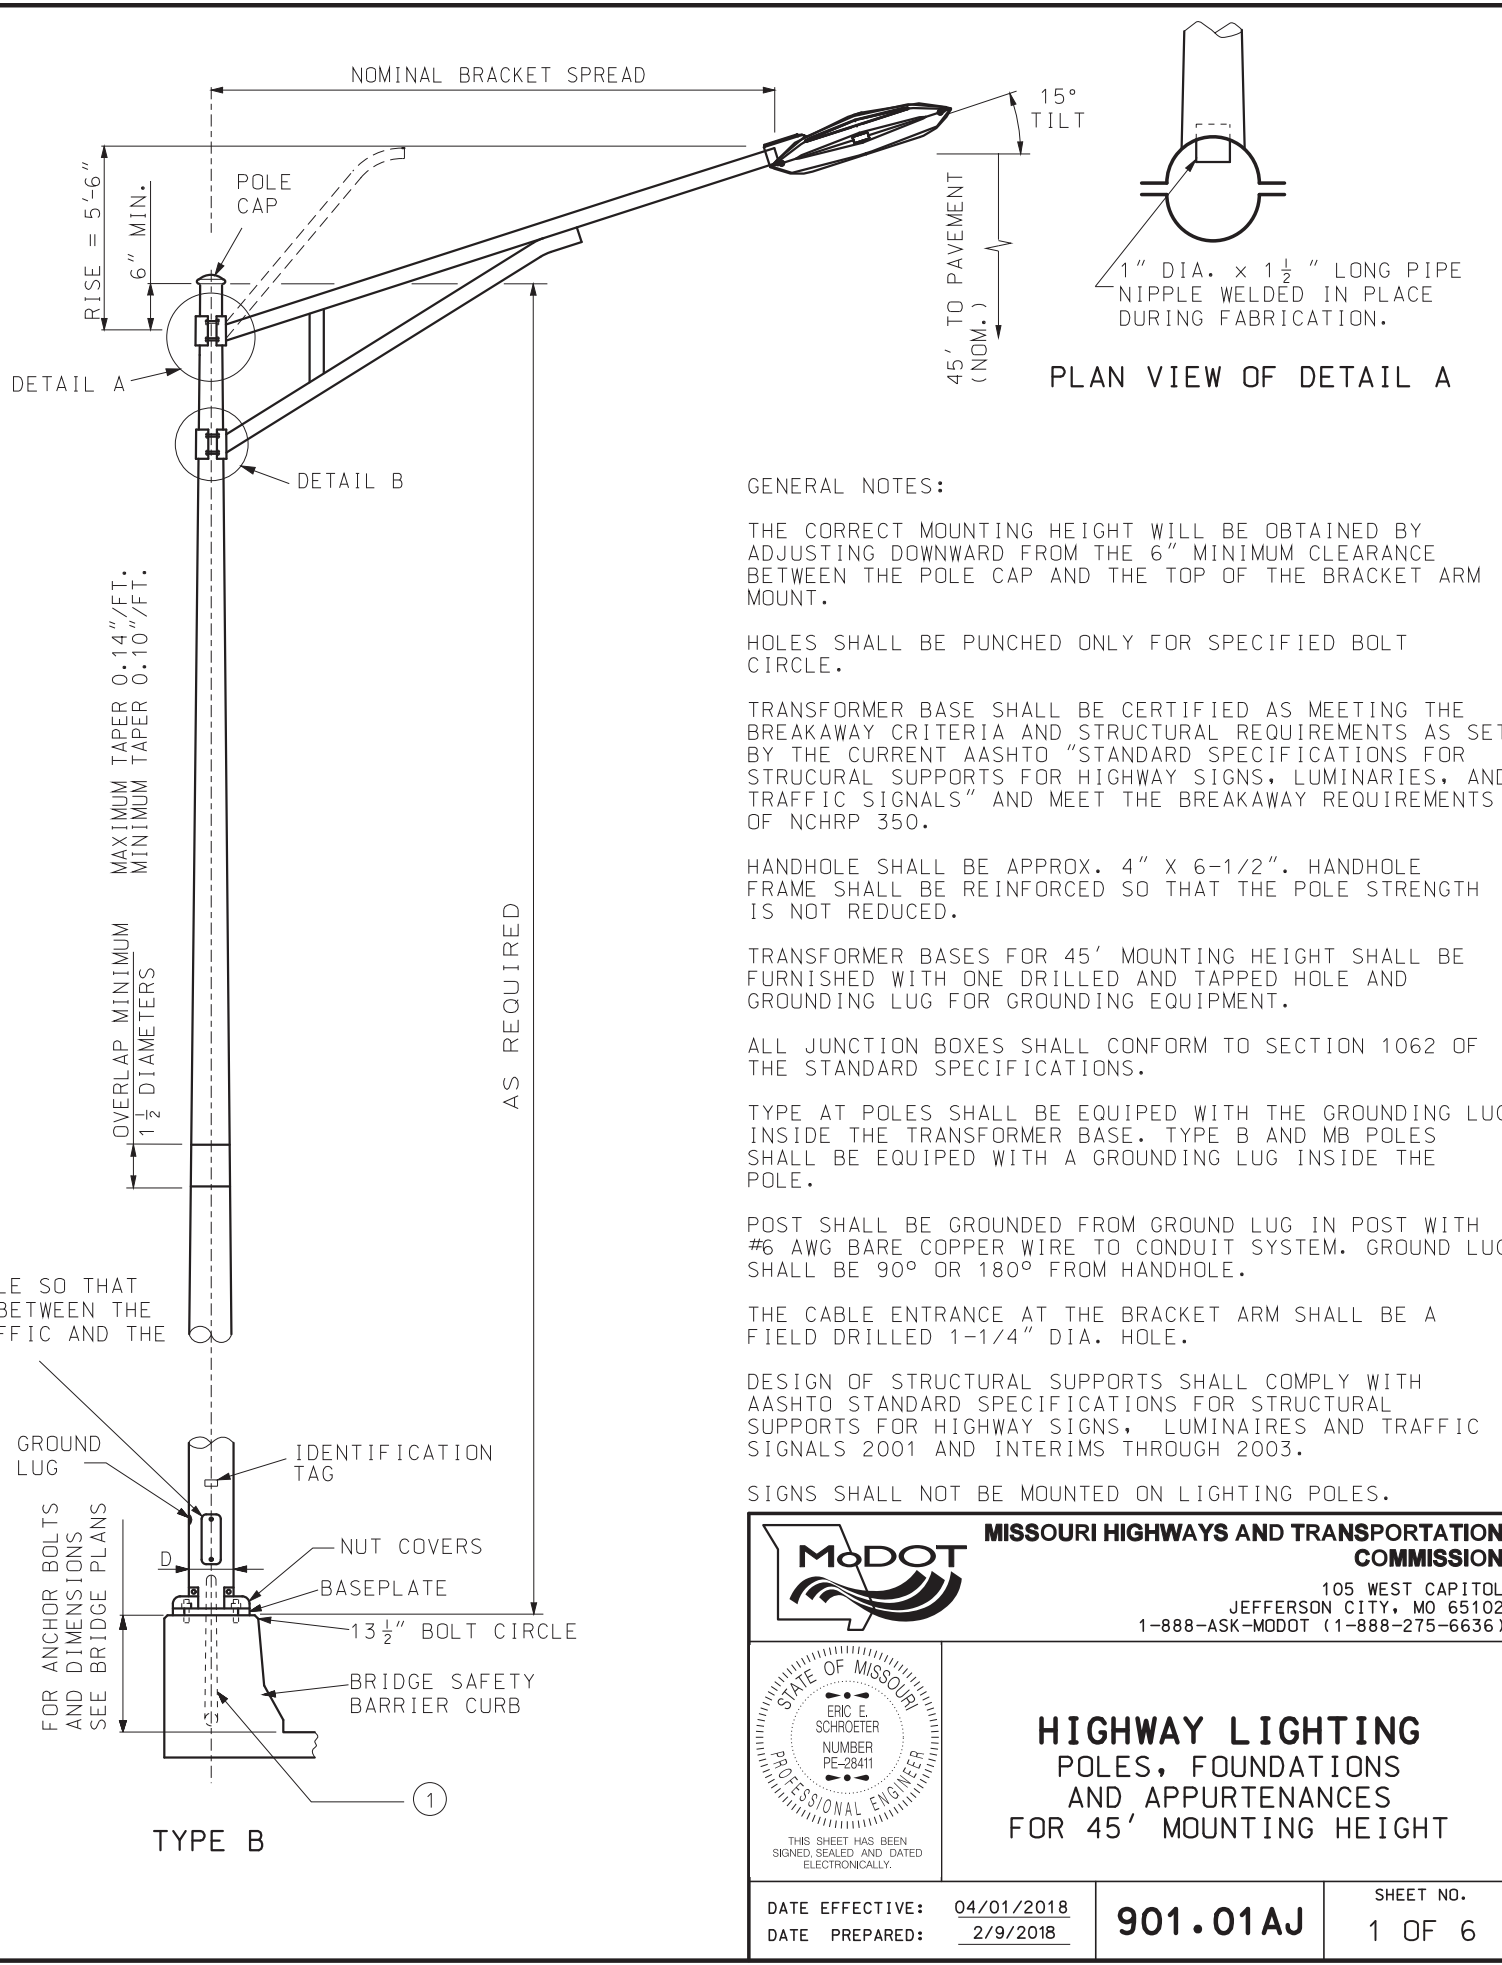 NOMINAL BRACKET SPREAD
15°
TILT
RISE = 5'-6"
6" MIN.
POLE
CAP
45' TO PAVEMENT
(NOM.)
1" DIA. x 1 1/2 " LONG PIPE
NIPPLE WELDED IN PLACE
DURING FABRICATION.
PLAN VIEW OF DETAIL A
DETAIL A
DETAIL B
MAXIMUM TAPER 0.14"/FT.
MINIMUM TAPER 0.10"/FT.
OVERLAP MINIMUM
1 1/2 DIAMETERS
AS REQUIRED
LE SO THAT
BETWEEN THE
FFIC AND THE
GROUND
LUG
IDENTIFICATION
TAG
FOR ANCHOR BOLTS
AND DIMENSIONS
SEE BRIDGE PLANS
D
NUT COVERS
BASEPLATE
13 1/2" BOLT CIRCLE
BRIDGE SAFETY
BARRIER CURB
1
TYPE B
GENERAL NOTES:
THE CORRECT MOUNTING HEIGHT WILL BE OBTAINED BY
ADJUSTING DOWNWARD FROM THE 6" MINIMUM CLEARANCE
BETWEEN THE POLE CAP AND THE TOP OF THE BRACKET ARM
MOUNT.
HOLES SHALL BE PUNCHED ONLY FOR SPECIFIED BOLT
CIRCLE.
TRANSFORMER BASE SHALL BE CERTIFIED AS MEETING THE
BREAKAWAY CRITERIA AND STRUCTURAL REQUIREMENTS AS SET
BY THE CURRENT AASHTO "STANDARD SPECIFICATIONS FOR
STRUCURAL SUPPORTS FOR HIGHWAY SIGNS, LUMINARIES, AND
TRAFFIC SIGNALS" AND MEET THE BREAKAWAY REQUIREMENTS
OF NCHRP 350.
HANDHOLE SHALL BE APPROX. 4" X 6-1/2". HANDHOLE
FRAME SHALL BE REINFORCED SO THAT THE POLE STRENGTH
IS NOT REDUCED.
TRANSFORMER BASES FOR 45' MOUNTING HEIGHT SHALL BE
FURNISHED WITH ONE DRILLED AND TAPPED HOLE AND
GROUNDING LUG FOR GROUNDING EQUIPMENT.
ALL JUNCTION BOXES SHALL CONFORM TO SECTION 1062 OF
THE STANDARD SPECIFICATIONS.
TYPE AT POLES SHALL BE EQUIPED WITH THE GROUNDING LUG
INSIDE THE TRANSFORMER BASE. TYPE B AND MB POLES
SHALL BE EQUIPED WITH A GROUNDING LUG INSIDE THE
POLE.
POST SHALL BE GROUNDED FROM GROUND LUG IN POST WITH
#6 AWG BARE COPPER WIRE TO CONDUIT SYSTEM. GROUND LUG
SHALL BE 90° OR 180° FROM HANDHOLE.
THE CABLE ENTRANCE AT THE BRACKET ARM SHALL BE A
FIELD DRILLED 1-1/4" DIA. HOLE.
DESIGN OF STRUCTURAL SUPPORTS SHALL COMPLY WITH
AASHTO STANDARD SPECIFICATIONS FOR STRUCTURAL
SUPPORTS FOR HIGHWAY SIGNS, LUMINAIRES AND TRAFFIC
SIGNALS 2001 AND INTERIMS THROUGH 2003.
SIGNS SHALL NOT BE MOUNTED ON LIGHTING POLES.
MoDOT
MISSOURI HIGHWAYS AND TRANSPORTATION
COMMISSION
105 WEST CAPITOL
JEFFERSON CITY, MO 65102
1-888-ASK-MODOT (1-888-275-6636)
STATE OF MISSOURI
ERIC E.
SCHROETER
NUMBER
PE-28411
PROFESSIONAL ENGINEER
THIS SHEET HAS BEEN
SIGNED, SEALED AND DATED
ELECTRONICALLY.
HIGHWAY LIGHTING
POLES, FOUNDATIONS
AND APPURTENANCES
FOR 45' MOUNTING HEIGHT
DATE EFFECTIVE: 04/01/2018
DATE PREPARED: 2/9/2018
901.01AJ
SHEET NO.
1 OF 6